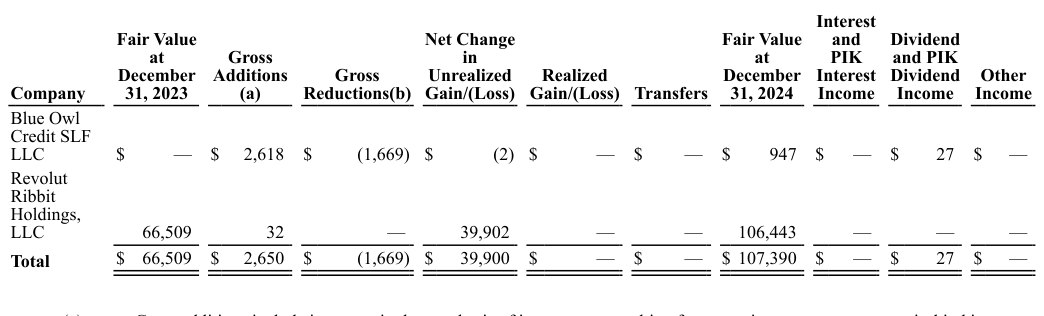 Company Fair Value at December 31, 2023 Gross Additions (a) Gross Reductions(b) Net Change in Unrealized Gain/(Loss) Realized Gain/(Loss) Transfers Fair Value at December 31, 2024 Interest and PIK Interest Income Dividend and PIK Dividend Income Other Income
Blue Owl
Credit SLF
LLC $ — $ 2,618 $ (1,669) $ (2) $ — $ — $ 947 $ — $ 27 $ —
Revolut
Ribbit
Holdings,
LLC 66,509 32 — 39,902 — — 106,443 — — —
Total $ 66,509 $ 2,650 $ (1,669) $ 39,900 $ — $ — $ 107,390 $ — $ 27 $ —